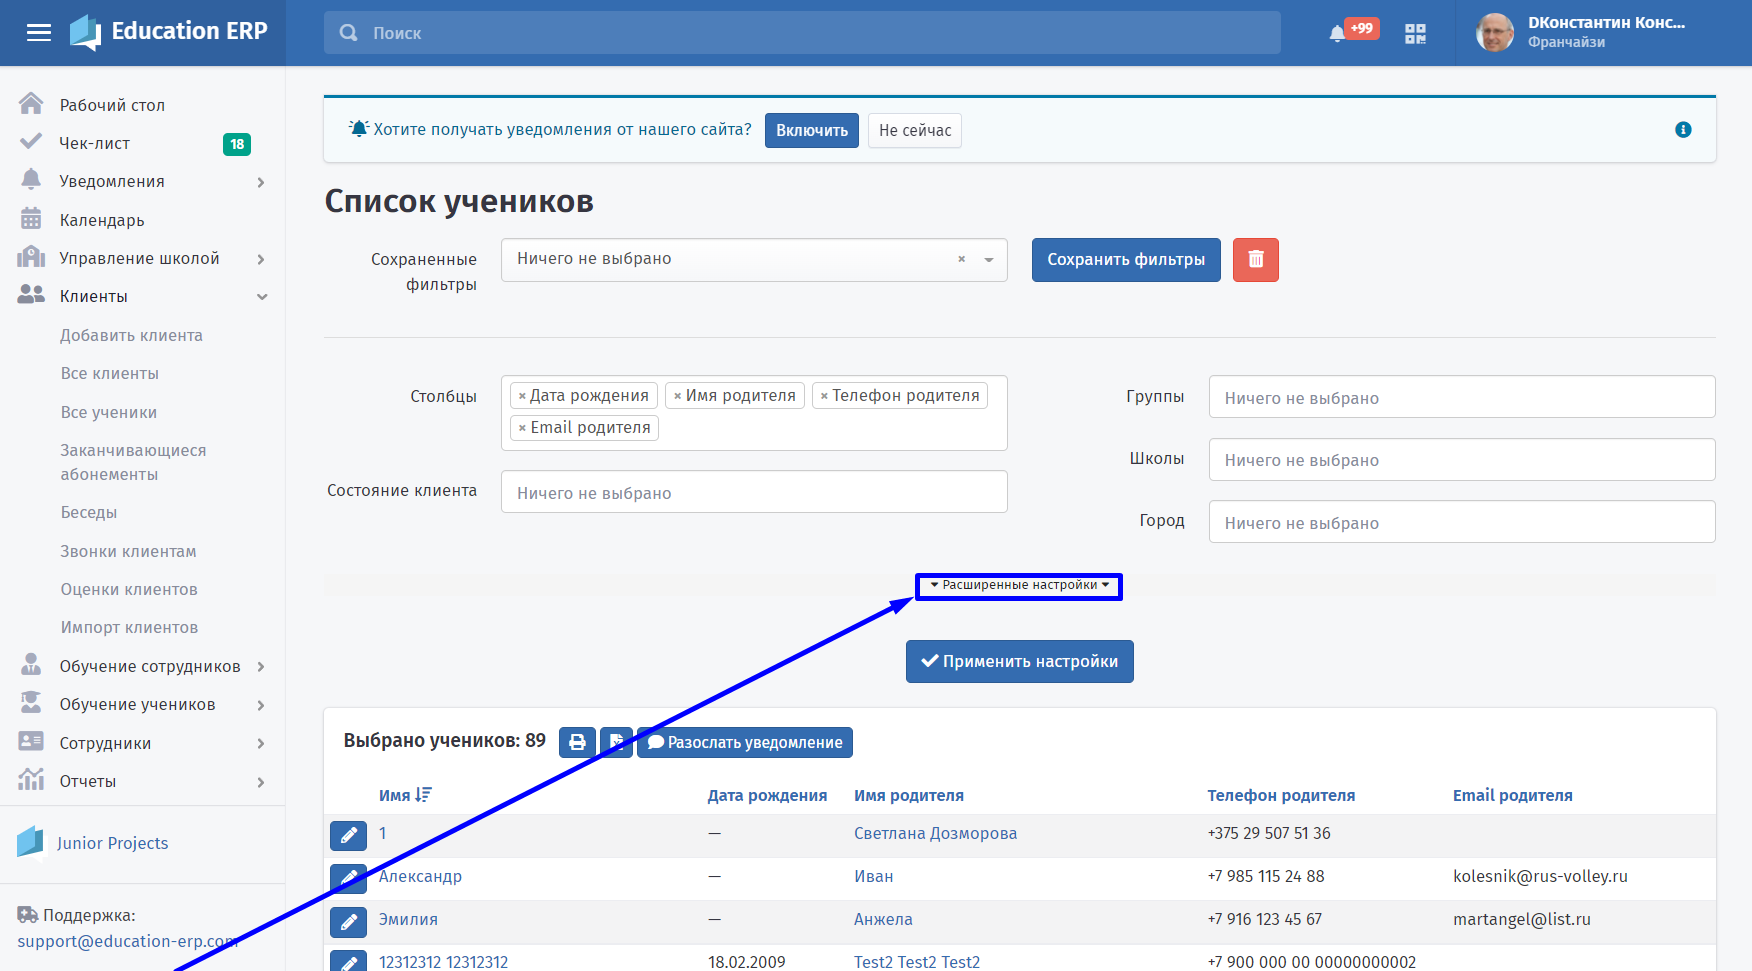 Education ERP
Поиск
+99
DКонстантин Конс...
Франчайзи
Рабочий стол
Чек-лист
18
Уведомления
Календарь
Управление школой
Клиенты
Добавить клиента
Все клиенты
Все ученики
Заканчивающиеся
абонементы
Беседы
Звонки клиентам
Оценки клиентов
Импорт клиентов
Обучение сотрудников
Обучение учеников
Сотрудники
Отчеты
Junior Projects
Поддержка:
support@education-erp.com
Хотите получать уведомления от нашего сайта? Включить Не сейчас
Список учеников
Сохраненные
фильтры
Ничего не выбрано ×
Сохранить фильтры
Столбцы
× Дата рождения × Имя родителя × Телефон родителя
× Email родителя
Состояние клиента Ничего не выбрано
Группы Ничего не выбрано
Школы Ничего не выбрано
Город Ничего не выбрано
Расширенные настройки
Применить настройки
Выбрано учеников: 89 Разослать уведомление
Имя Дата рождения Имя родителя Телефон родителя Email родителя
1 — Светлана Дозморова +375 29 507 51 36
Александр — Иван +7 985 115 24 88 kolesnik@rus-volley.ru
Эмилия — Анжела +7 916 123 45 67 martangel@list.ru
12312312 12312312 18.02.2009 Test2 Test2 Test2 +7 900 000 00 00000000002